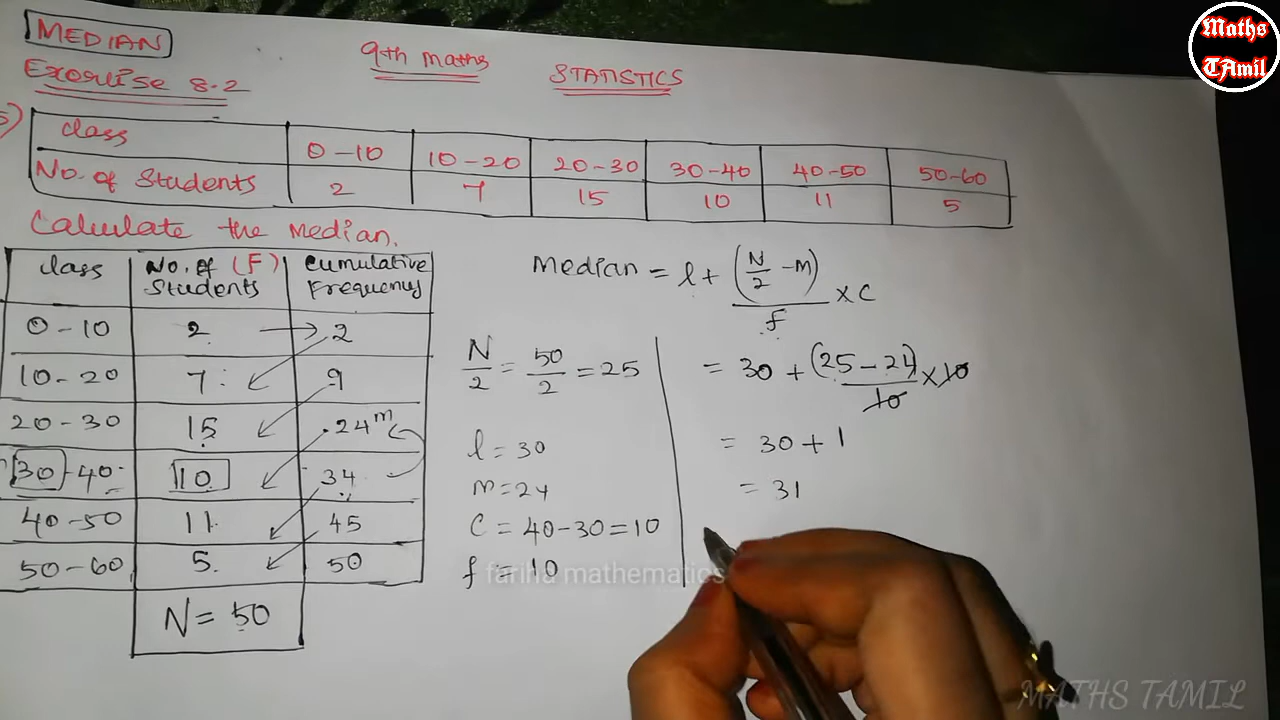 Maths
TAmil
MEDIAN
9th maths STATISTICS
Exercise 8.2
5)
class 0-10 10-20 20-30 30-40 40-50 50-60
No. of Students 2 7 15 10 11 5
Calculate the Median.
class No. of (F) Students Cumulative Frequency
0-10 2 2
10-20 7 9
20-30 15 24 m
30-40 10 34
40-50 11 45
50-60 5 50
N = 50
Median = l + (N/2 - m)/f × C
N/2 = 50/2 = 25
l = 30
m = 24
C = 40-30 = 10
f = 10
= 30 + (25-24)/10 × 10
= 30 + 1
= 31
fariha mathematics
MATHS TAMIL